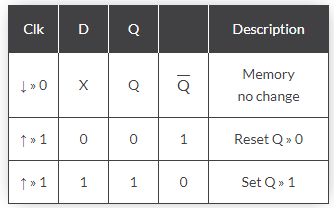 Clk D Q Description
↓ » 0 X Q Q̅ Memory
no change
↑ » 1 0 0 1 Reset Q » 0
↑ » 1 1 1 0 Set Q » 1